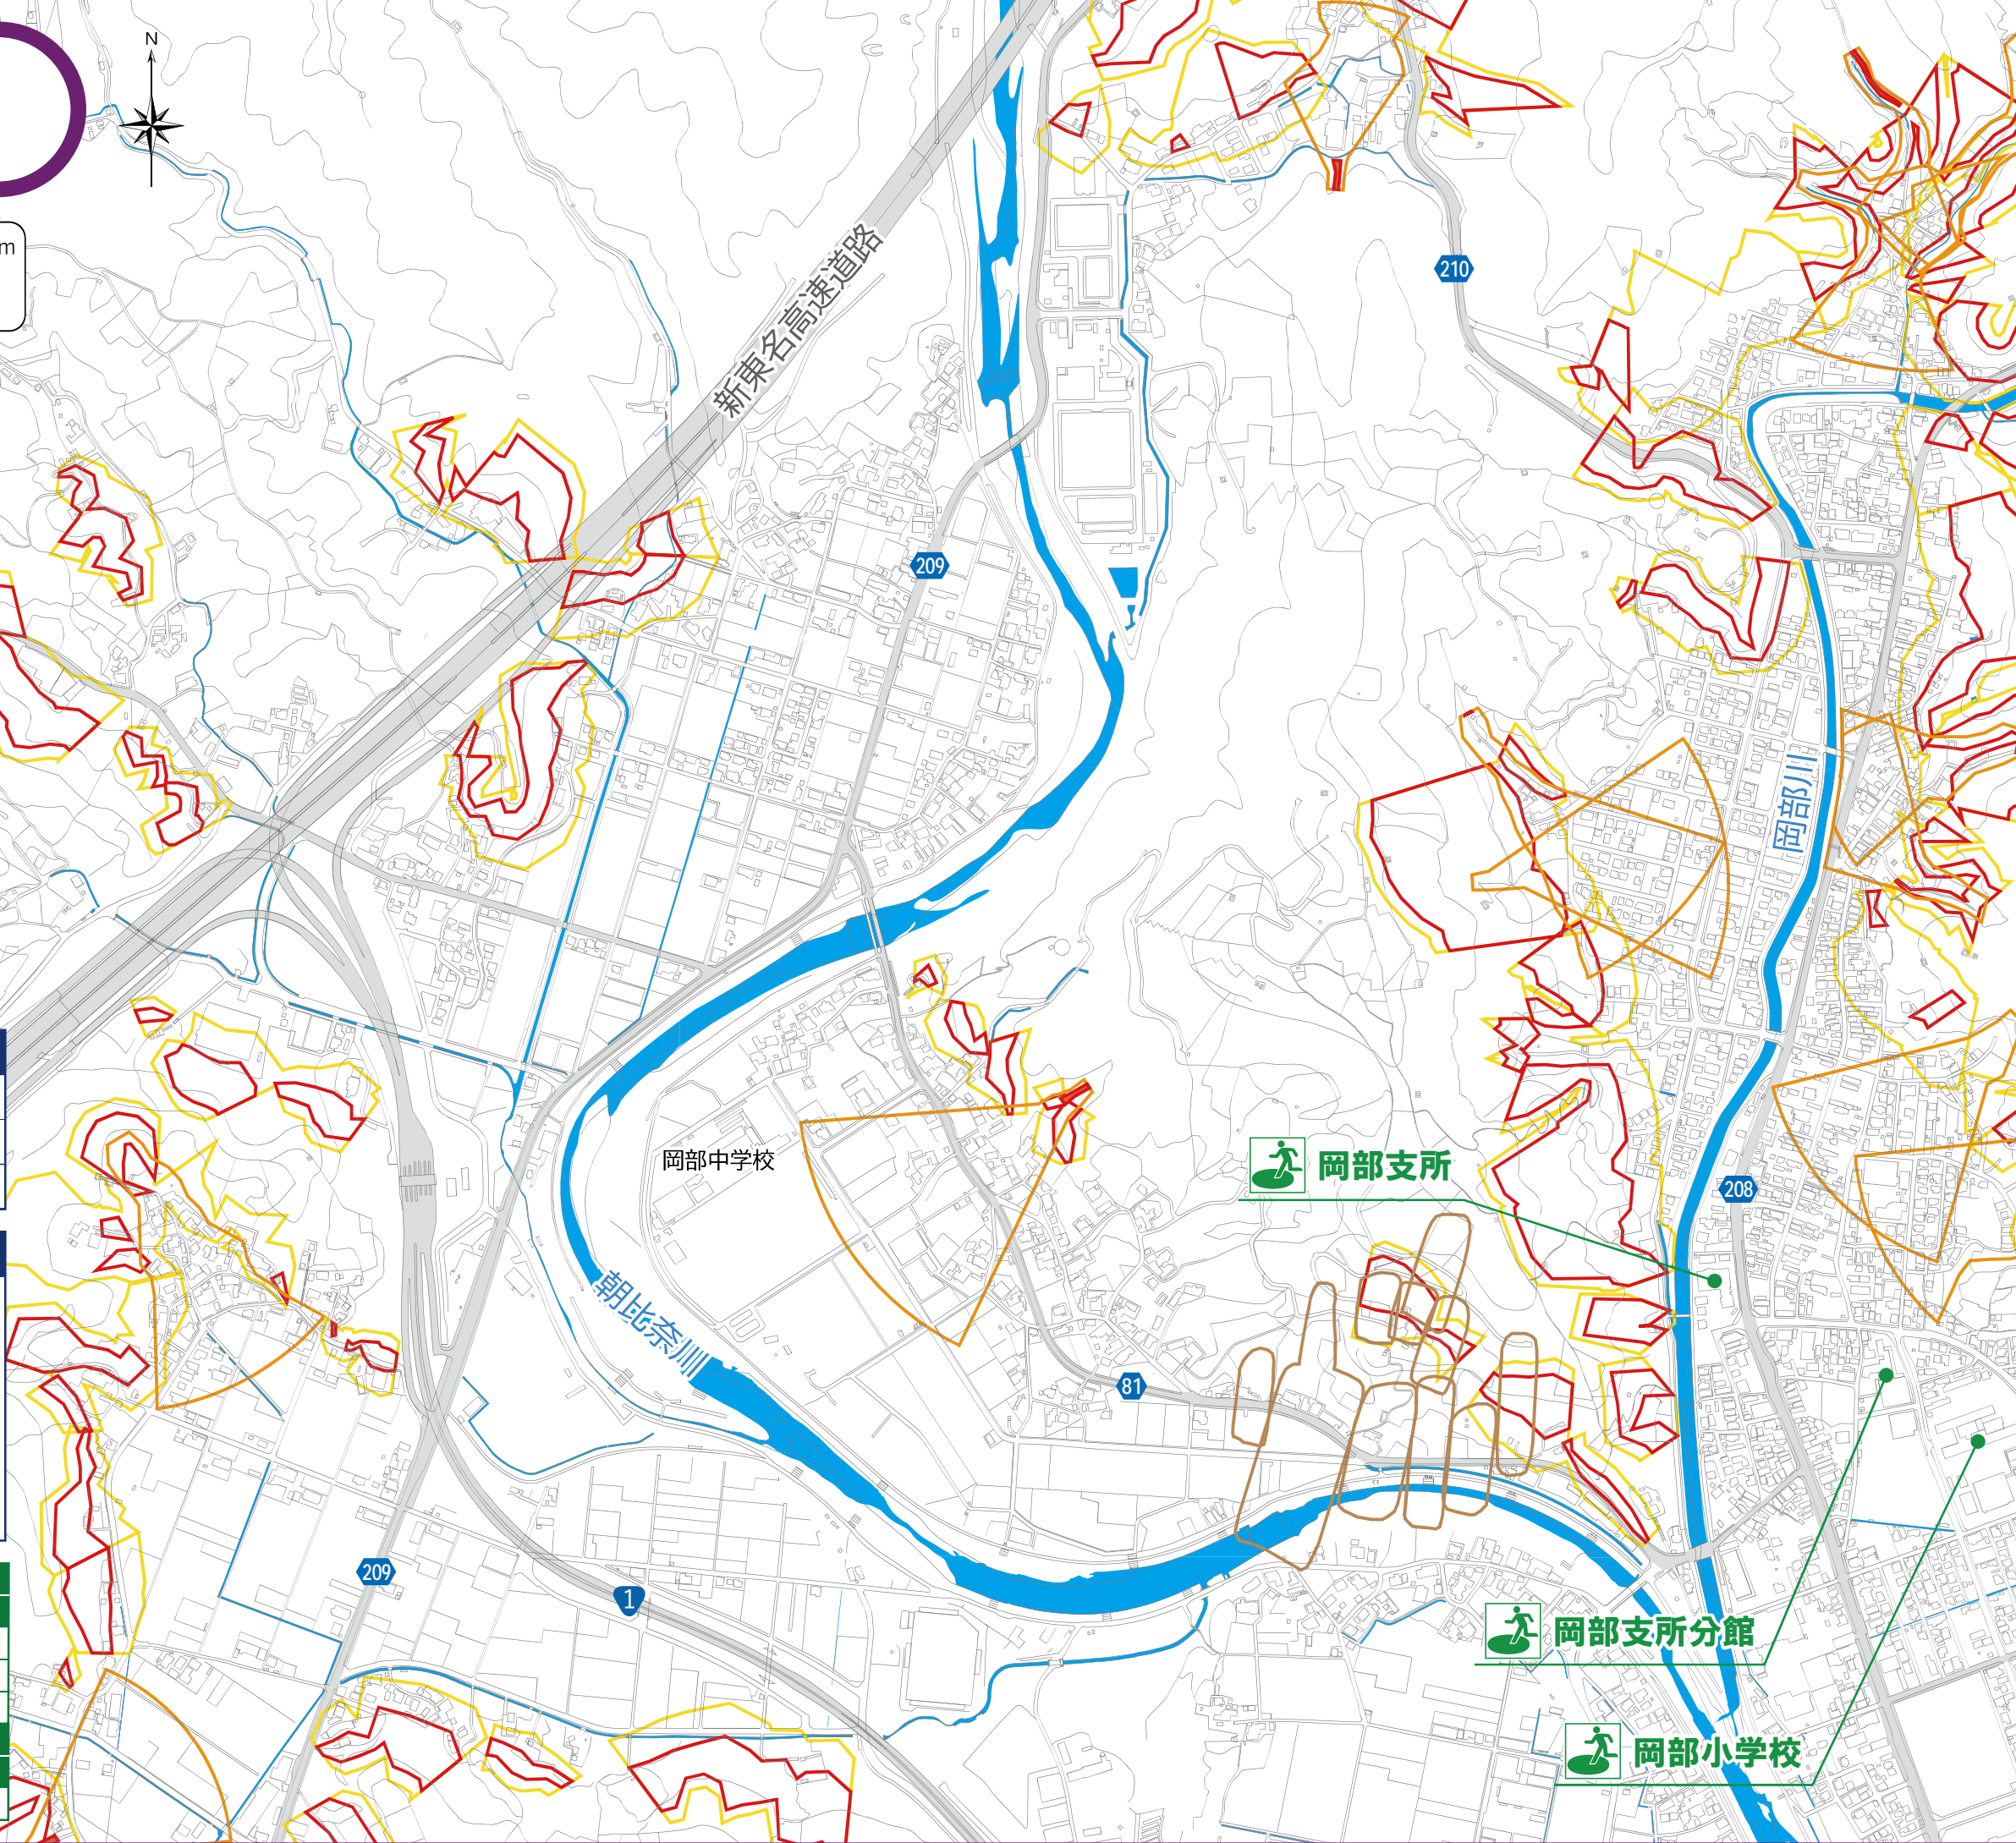 N
m
新東名高速道路
210
209
岡部川
岡部中学校
岡部支所
208
朝比奈川
81
209
1
岡部支所分館
岡部小学校